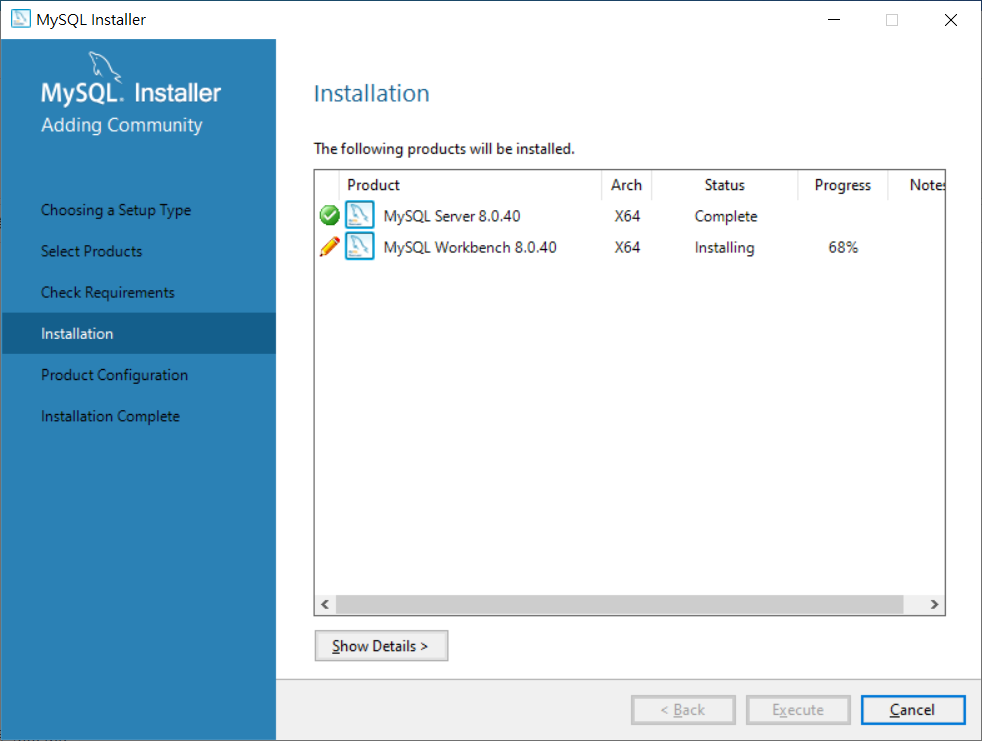 MySQL Installer
MySQL. Installer
Adding Community
Choosing a Setup Type
Select Products
Check Requirements
Installation
Product Configuration
Installation Complete
Installation
The following products will be installed.
Product Arch Status Progress Notes
MySQL Server 8.0.40 X64 Complete
MySQL Workbench 8.0.40 X64 Installing 68%
Show Details >
< Back Execute Cancel